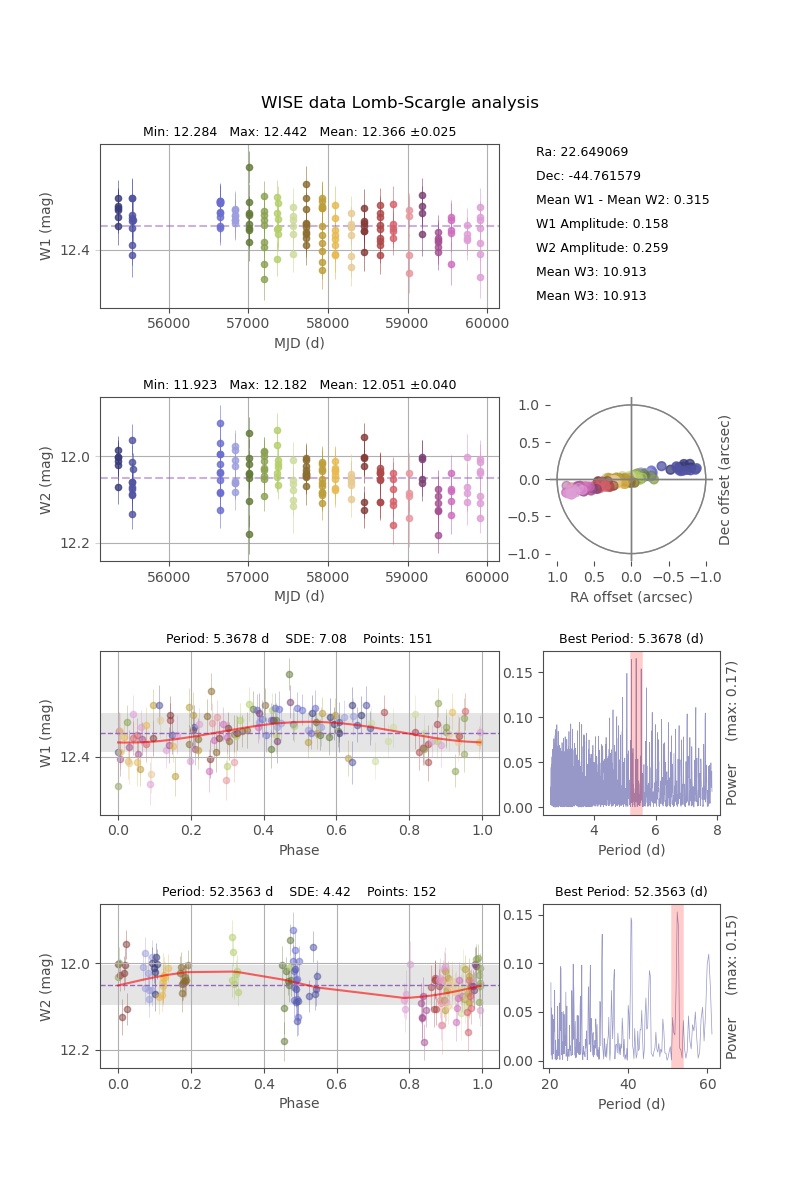 WISE data Lomb-Scargle analysis
Min: 12.284 Max: 12.442 Mean: 12.366 ±0.025
W1 (mag)
12.4
56000 57000 58000 59000 60000
MJD (d)
Ra: 22.649069
Dec: -44.761579
Mean W1 - Mean W2: 0.315
W1 Amplitude: 0.158
W2 Amplitude: 0.259
Mean W3: 10.913
Mean W3: 10.913
Min: 11.923 Max: 12.182 Mean: 12.051 ±0.040
W2 (mag)
12.0
12.2
56000 57000 58000 59000 60000
MJD (d)
1.0
0.5
0.0
−0.5
−1.0
1.0 0.5 0.0 −0.5 −1.0
RA offset (arcsec)
Dec offset (arcsec)
Period: 5.3678 d SDE: 7.08 Points: 151
W1 (mag)
12.4
0.0 0.2 0.4 0.6 0.8 1.0
Phase
Best Period: 5.3678 (d)
0.15
0.10
0.05
0.00
4 6 8
Period (d)
Power (max: 0.17)
Period: 52.3563 d SDE: 4.42 Points: 152
W2 (mag)
12.0
12.2
0.0 0.2 0.4 0.6 0.8 1.0
Phase
Best Period: 52.3563 (d)
0.15
0.10
0.05
0.00
20 40 60
Period (d)
Power (max: 0.15)